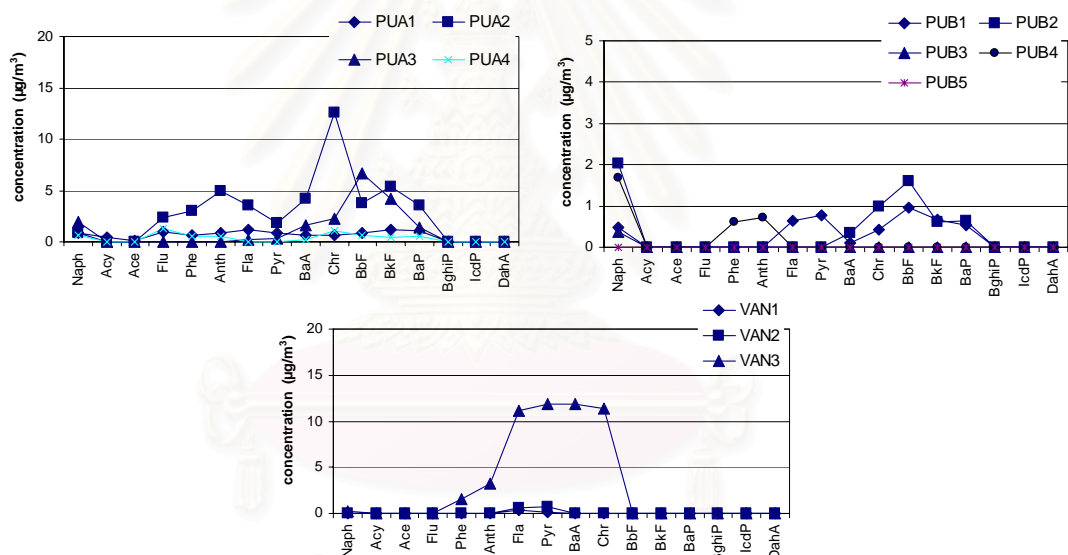 PUA1 PUA2
PUA3 PUA4
concentration (µg/m³)
20
15
10
5
0
Naph Acy Ace Flu Phe Anth Fla Pyr BaA Chr BbF BkF BaP BghiP IcdP DahA
PUB1 PUB2
PUB3 PUB4
PUB5
concentration (µg/m³)
5
4
3
2
1
0
Naph Acy Ace Flu Phe Anth Fla Pyr BaA Chr BbF BkF BaP BghiP IcdP DahA
VAN1
VAN2
VAN3
concentration (µg/m³)
20
15
10
5
0
Naph Acy Ace Flu Phe Anth Fla Pyr BaA Chr BbF BkF BaP BghiP IcdP DahA